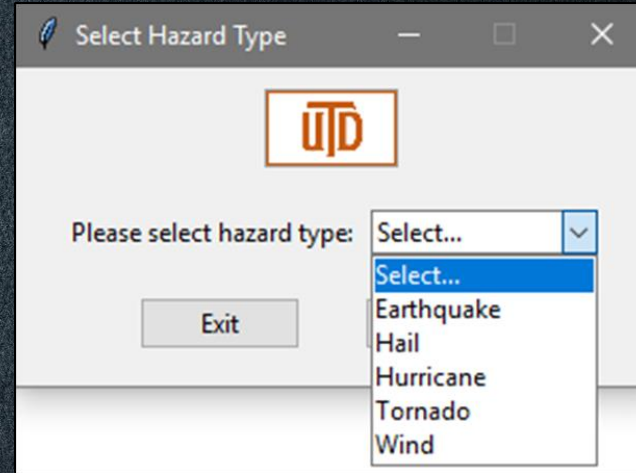 Select Hazard Type
UTD
Please select hazard type: Select...
Select...
Earthquake
Exit
Hail
Hurricane
Tornado
Wind